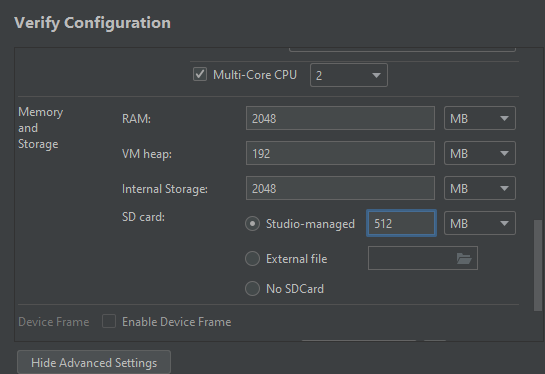 Verify Configuration
Multi-Core CPU 2
Memory and Storage
RAM: 2048 MB
VM heap: 192 MB
Internal Storage: 2048 MB
SD card: Studio-managed 512 MB
External file
No SDCard
Device Frame Enable Device Frame
Hide Advanced Settings